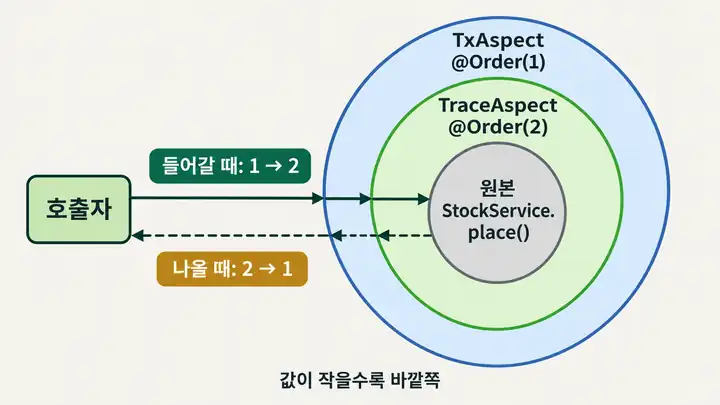 TxAspect
@Order(1)
TraceAspect
@Order(2)
들어갈 때: 1 → 2
호출자
원본
StockService.
place()
나올 때: 2 → 1
값이 작을수록 바깥쪽